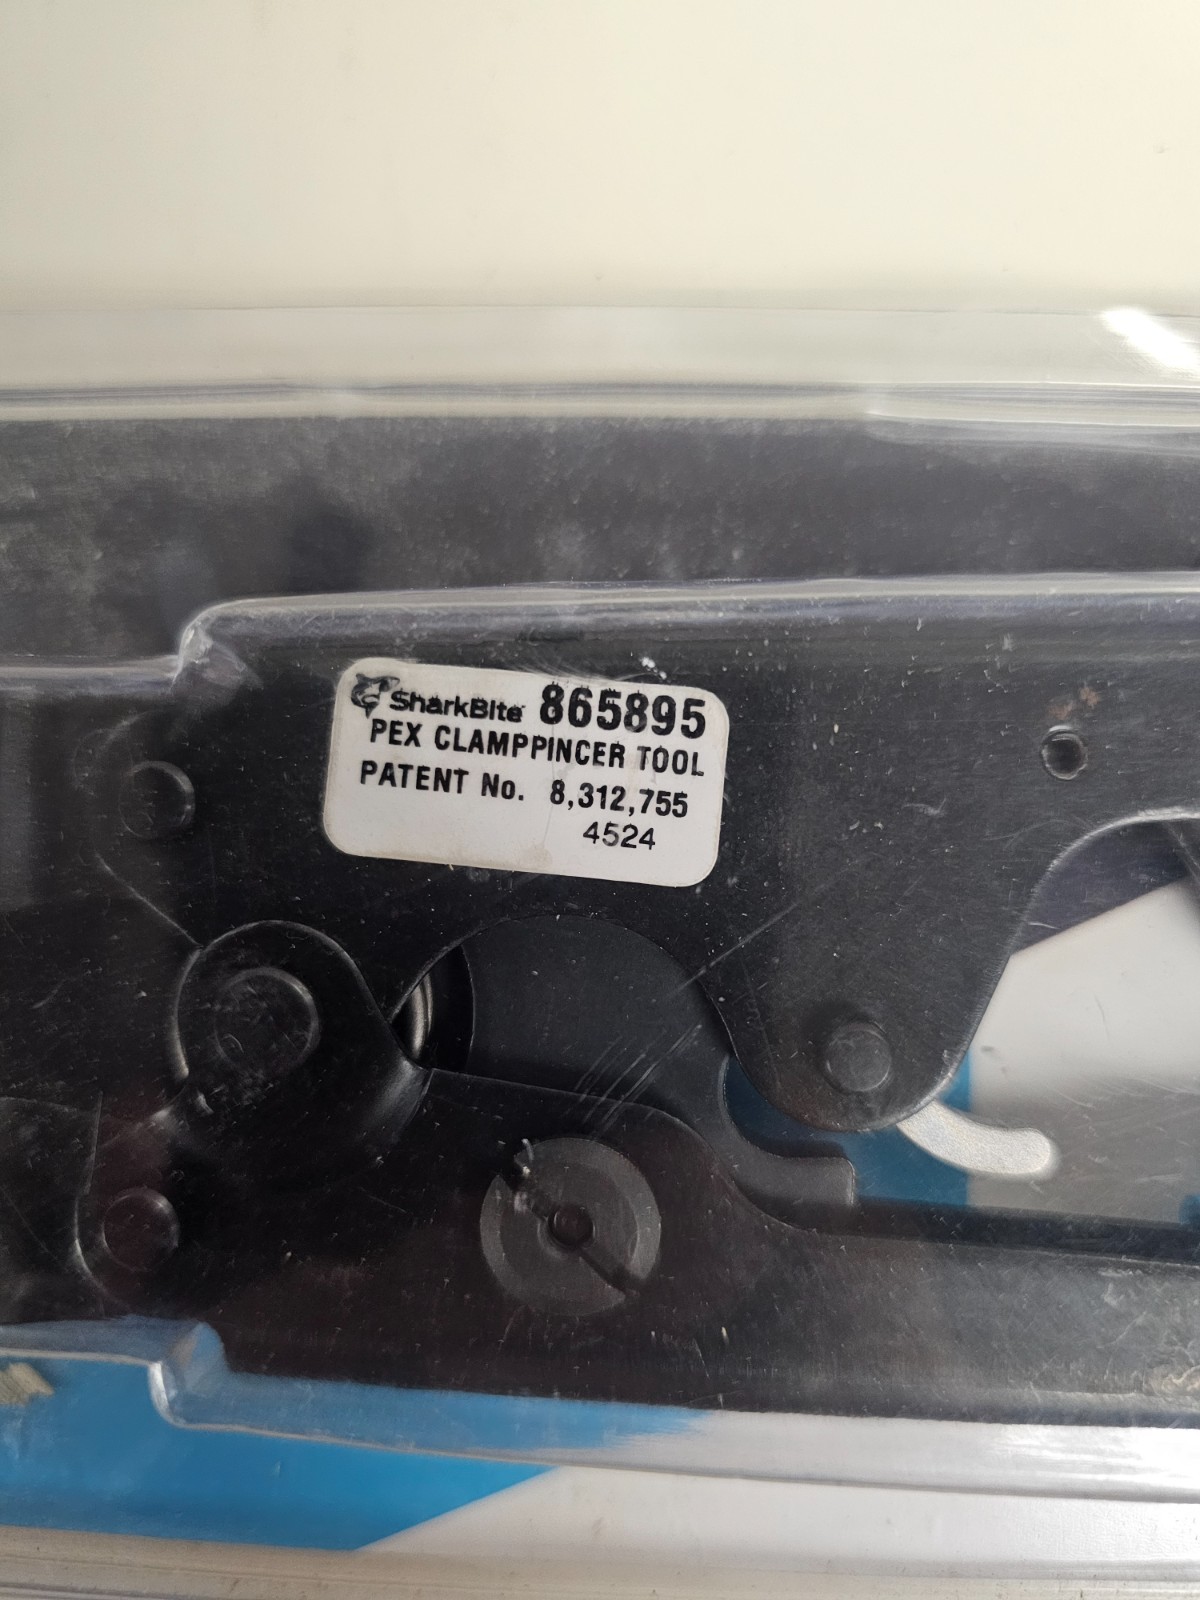 SharkBite 865895
PEX CLAMPPINCER TOOL
PATENT No. 8,312,755
4524